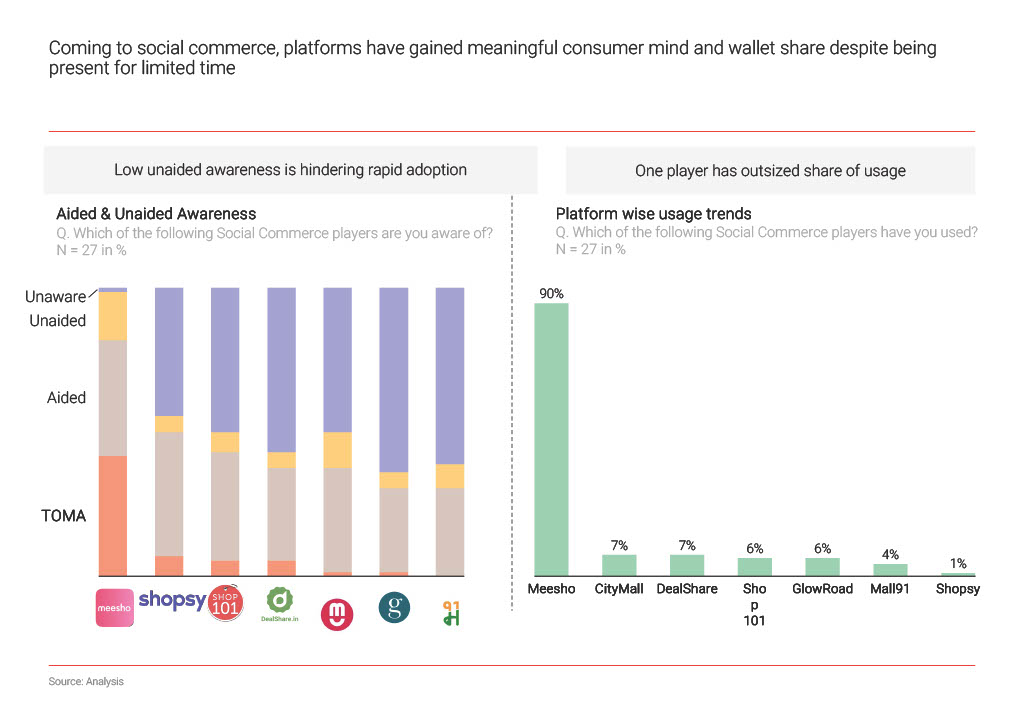 Coming to social commerce, platforms have gained meaningful consumer mind and wallet share despite being
present for limited time
Low unaided awareness is hindering rapid adoption
One player has outsized share of usage
Aided & Unaided Awareness
Q. Which of the following Social Commerce players are you aware of?
N = 27 in %
Unaware
Unaided
Aided
TOMA
meesho
shopsy
SHOP
101
DealShare.in
g
91
Platform wise usage trends
Q. Which of the following Social Commerce players have you used?
N = 27 in %
90%
7%
7%
6%
6%
4%
1%
Meesho
CityMall
DealShare
Sho
p
101
GlowRoad
Mall91
Shopsy
Source: Analysis